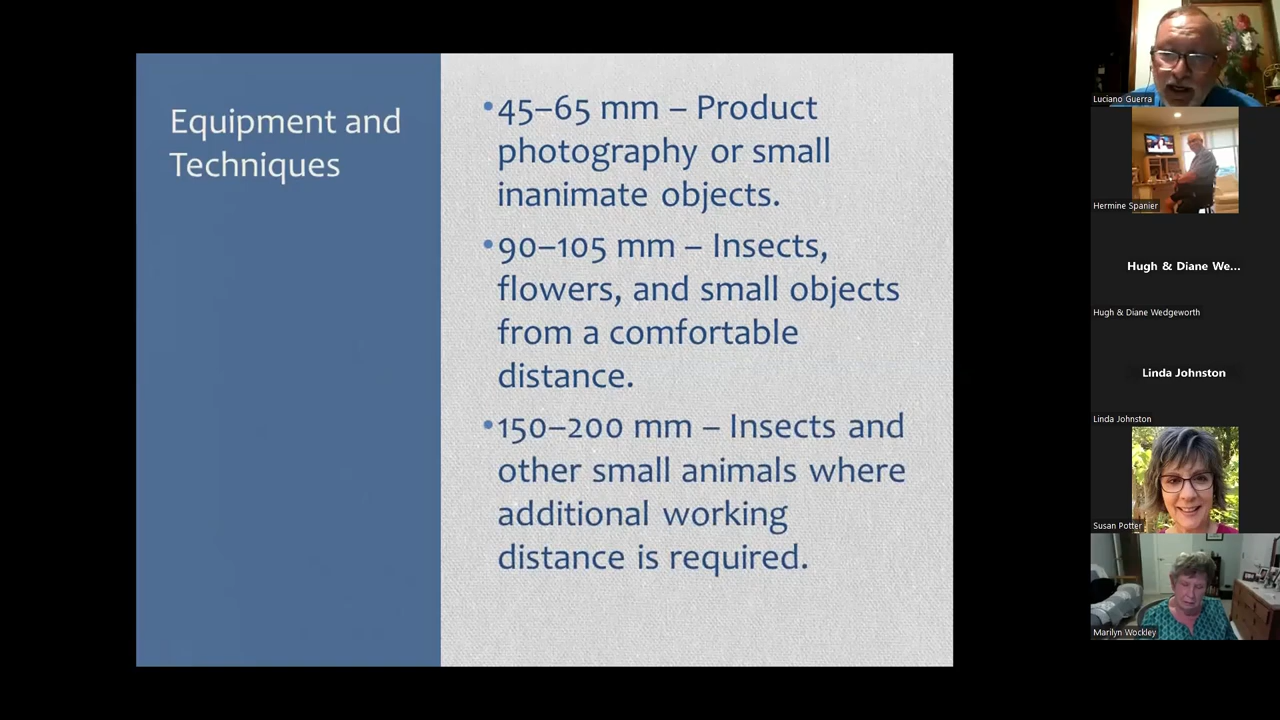 Equipment and
Techniques
•45–65 mm – Product
photography or small
inanimate objects.
•90–105 mm – Insects,
flowers, and small objects
from a comfortable
distance.
•150–200 mm – Insects and
other small animals where
additional working
distance is required.
Luciano Guerra
Hermine Spanier
Hugh & Diane We...
Hugh & Diane Wedgeworth
Linda Johnston
Linda Johnston
Susan Potter
Marilyn Wockley